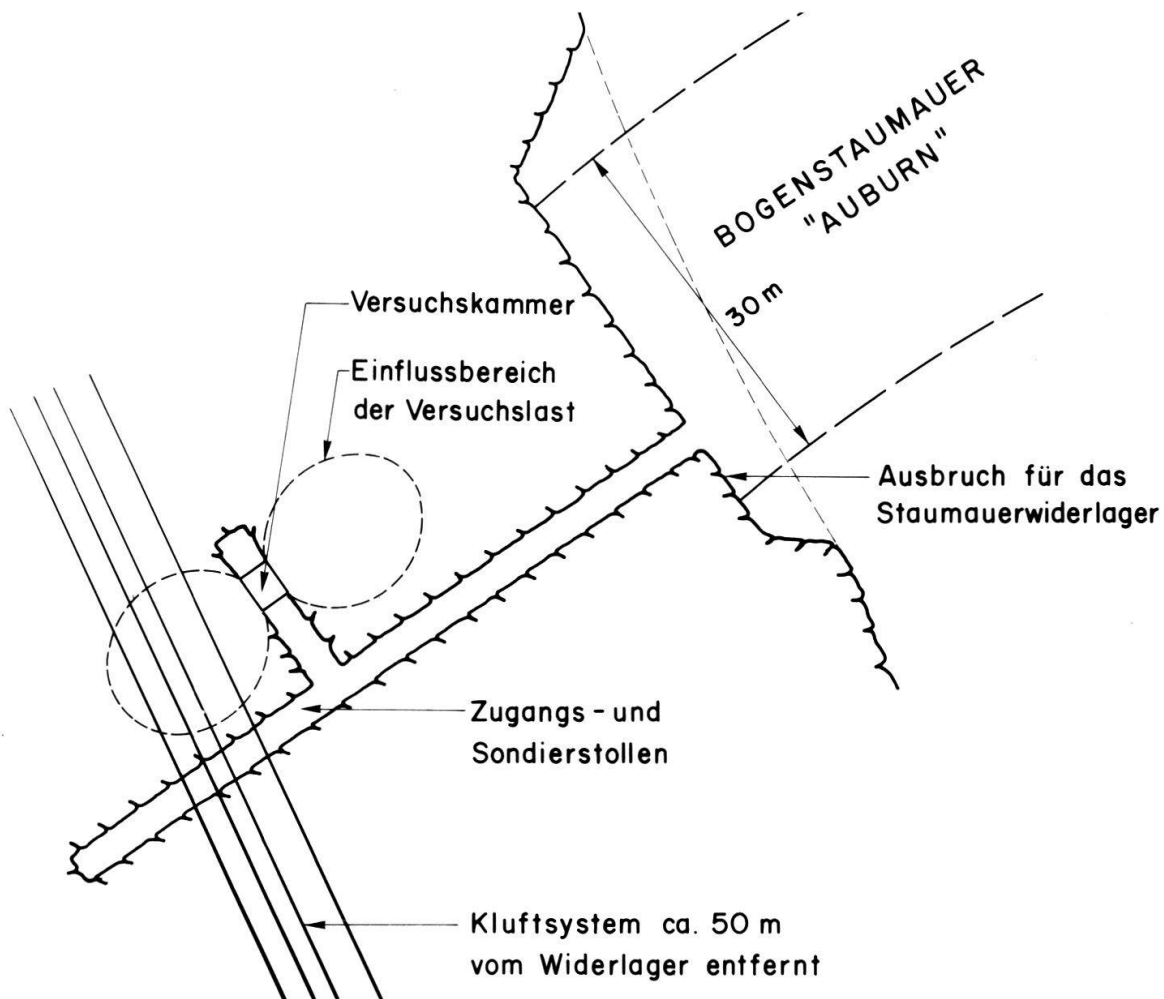 BOGENSTAUMAUER
"AUBURN"
30 m
Versuchskammer
Einflussbereich
der Versuchslast
Ausbruch für das
Staumauerwiderlager
Zugangs- und
Sondierstollen
Kluftsystem ca. 50 m
vom Widerlager entfernt